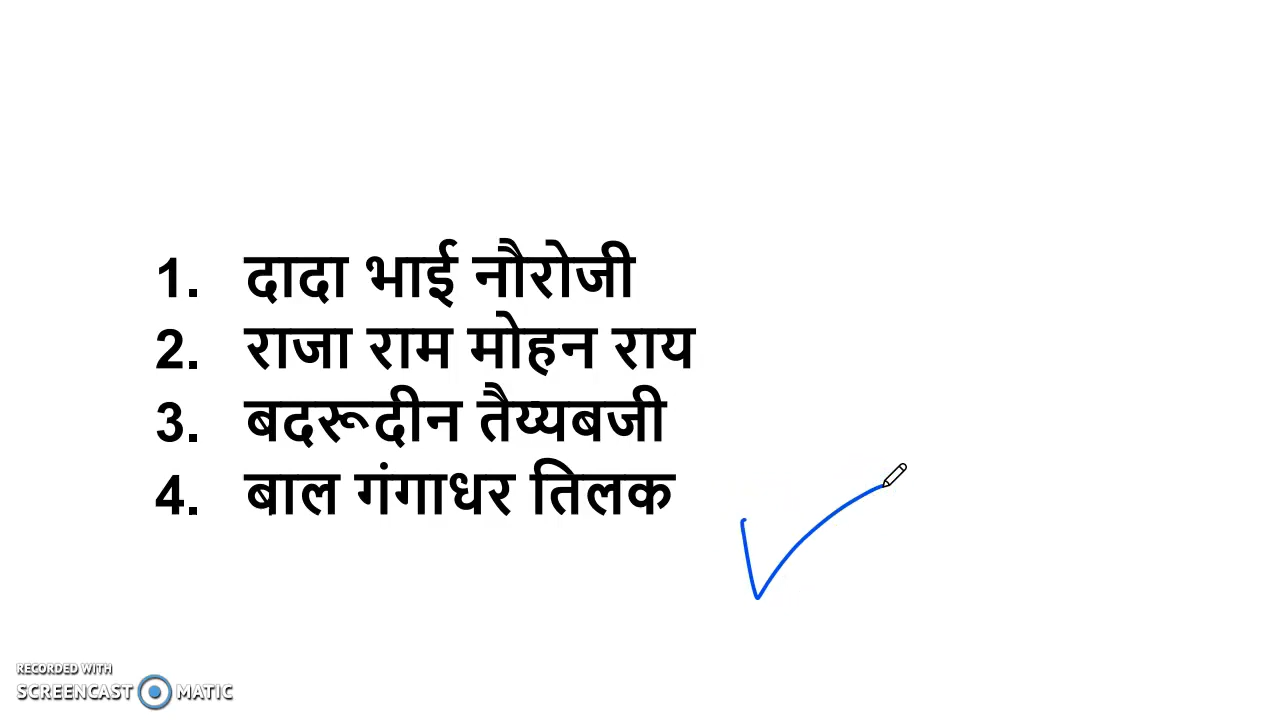 1. दादा भाई नौरोजी
2. राजा राम मोहन राय
3. बदरूदीन तैय्यबजी
4. बाल गंगाधर तिलक
RECORDED WITH
SCREENCAST MATIC